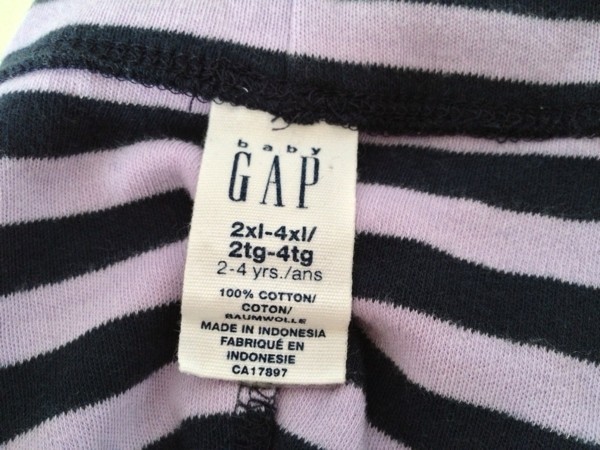 baby
GAP
2xl-4xl/
2tg-4tg
2-4 yrs./ans
100% COTTON/
COTON/
BAUMWOLLE
MADE IN INDONESIA
FABRIQUÉ EN
INDONESIE
CA17897